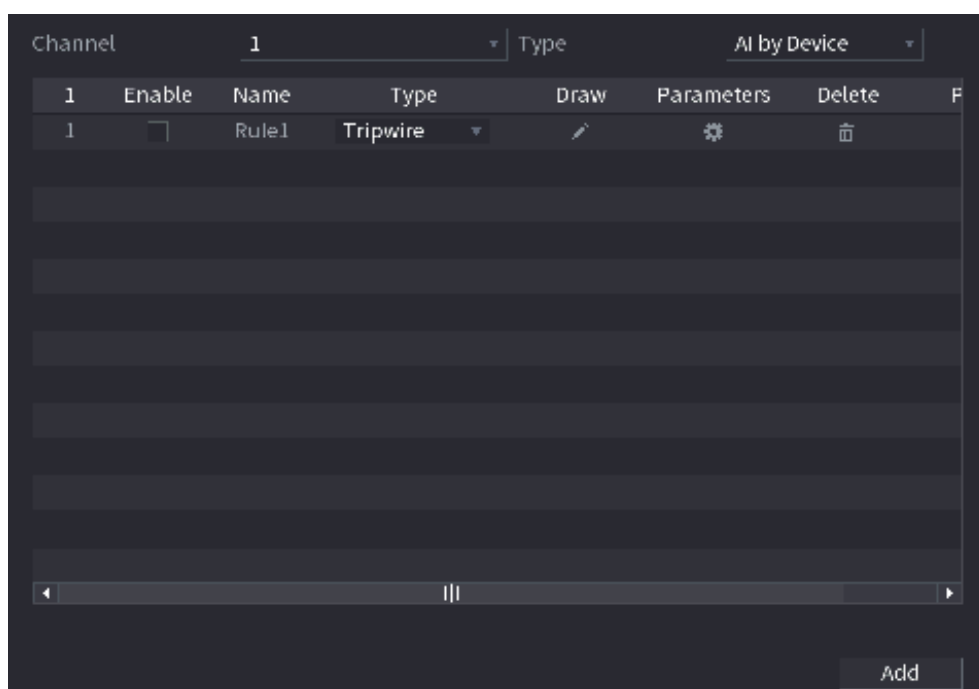 Channel 1 Type AI by Device
1 Enable Name Type Draw Parameters Delete
1 Rule1 Tripwire
Add